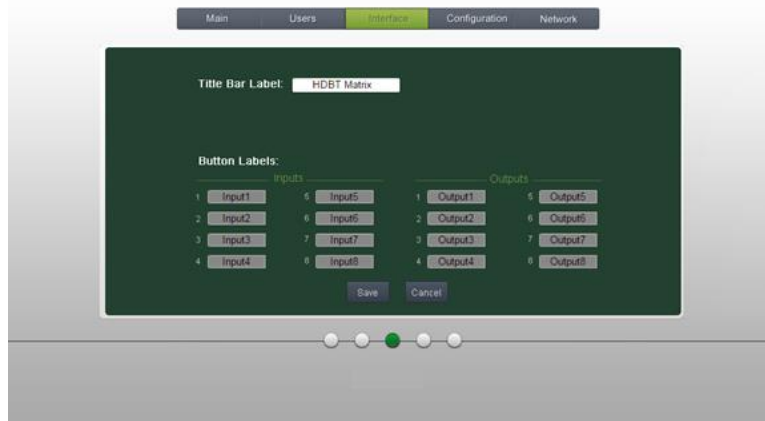 Main Users Interface Configuration Network
Title Bar Label: HDBT Matrix
Button Labels:
Inputs Outputs
1 Input1 5 Input5 1 Output1 5 Output5
2 Input2 6 Input6 2 Output2 6 Output6
3 Input3 7 Input7 3 Output3 7 Output7
4 Input4 8 Input8 4 Output4 8 Output8
Save Cancel